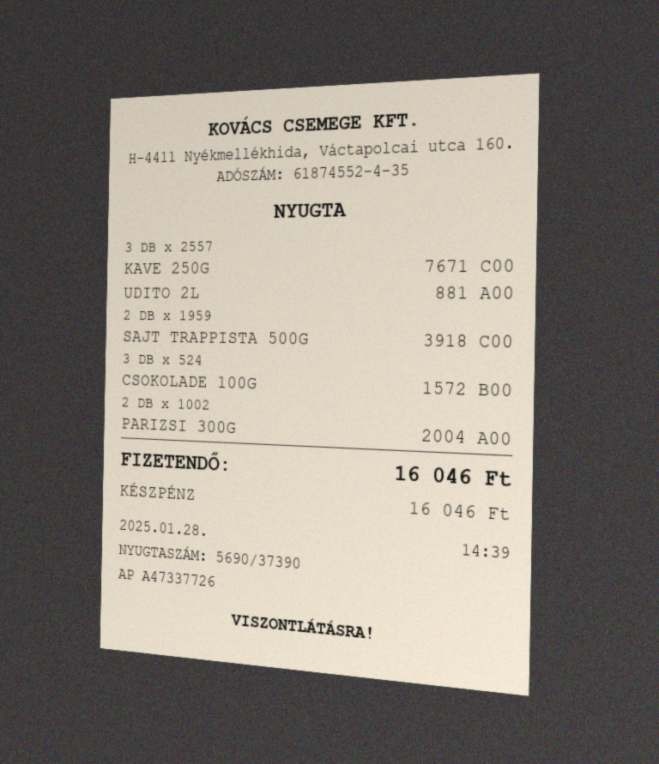 KOVÁCS CSEMEGE KFT.
H-4411 Nyékmellékhida, Váctapolcai utca 160.
ADÓSZÁM: 61874552-4-35
NYUGTA
3 DB x 2557
KAVE 250G 7671 C00
UDITO 2L 881 A00
2 DB x 1959
SAJT TRAPPISTA 500G 3918 C00
3 DB x 524
CSOKOLADE 100G 1572 B00
2 DB x 1002
PARIZSI 300G 2004 A00
FIZETENDŐ: 16 046 Ft
KÉSZPÉNZ 16 046 Ft
2025.01.28. 14:39
NYUGTASZÁM: 5690/37390
AP A47337726
VISZONTLÁTÁSRA!